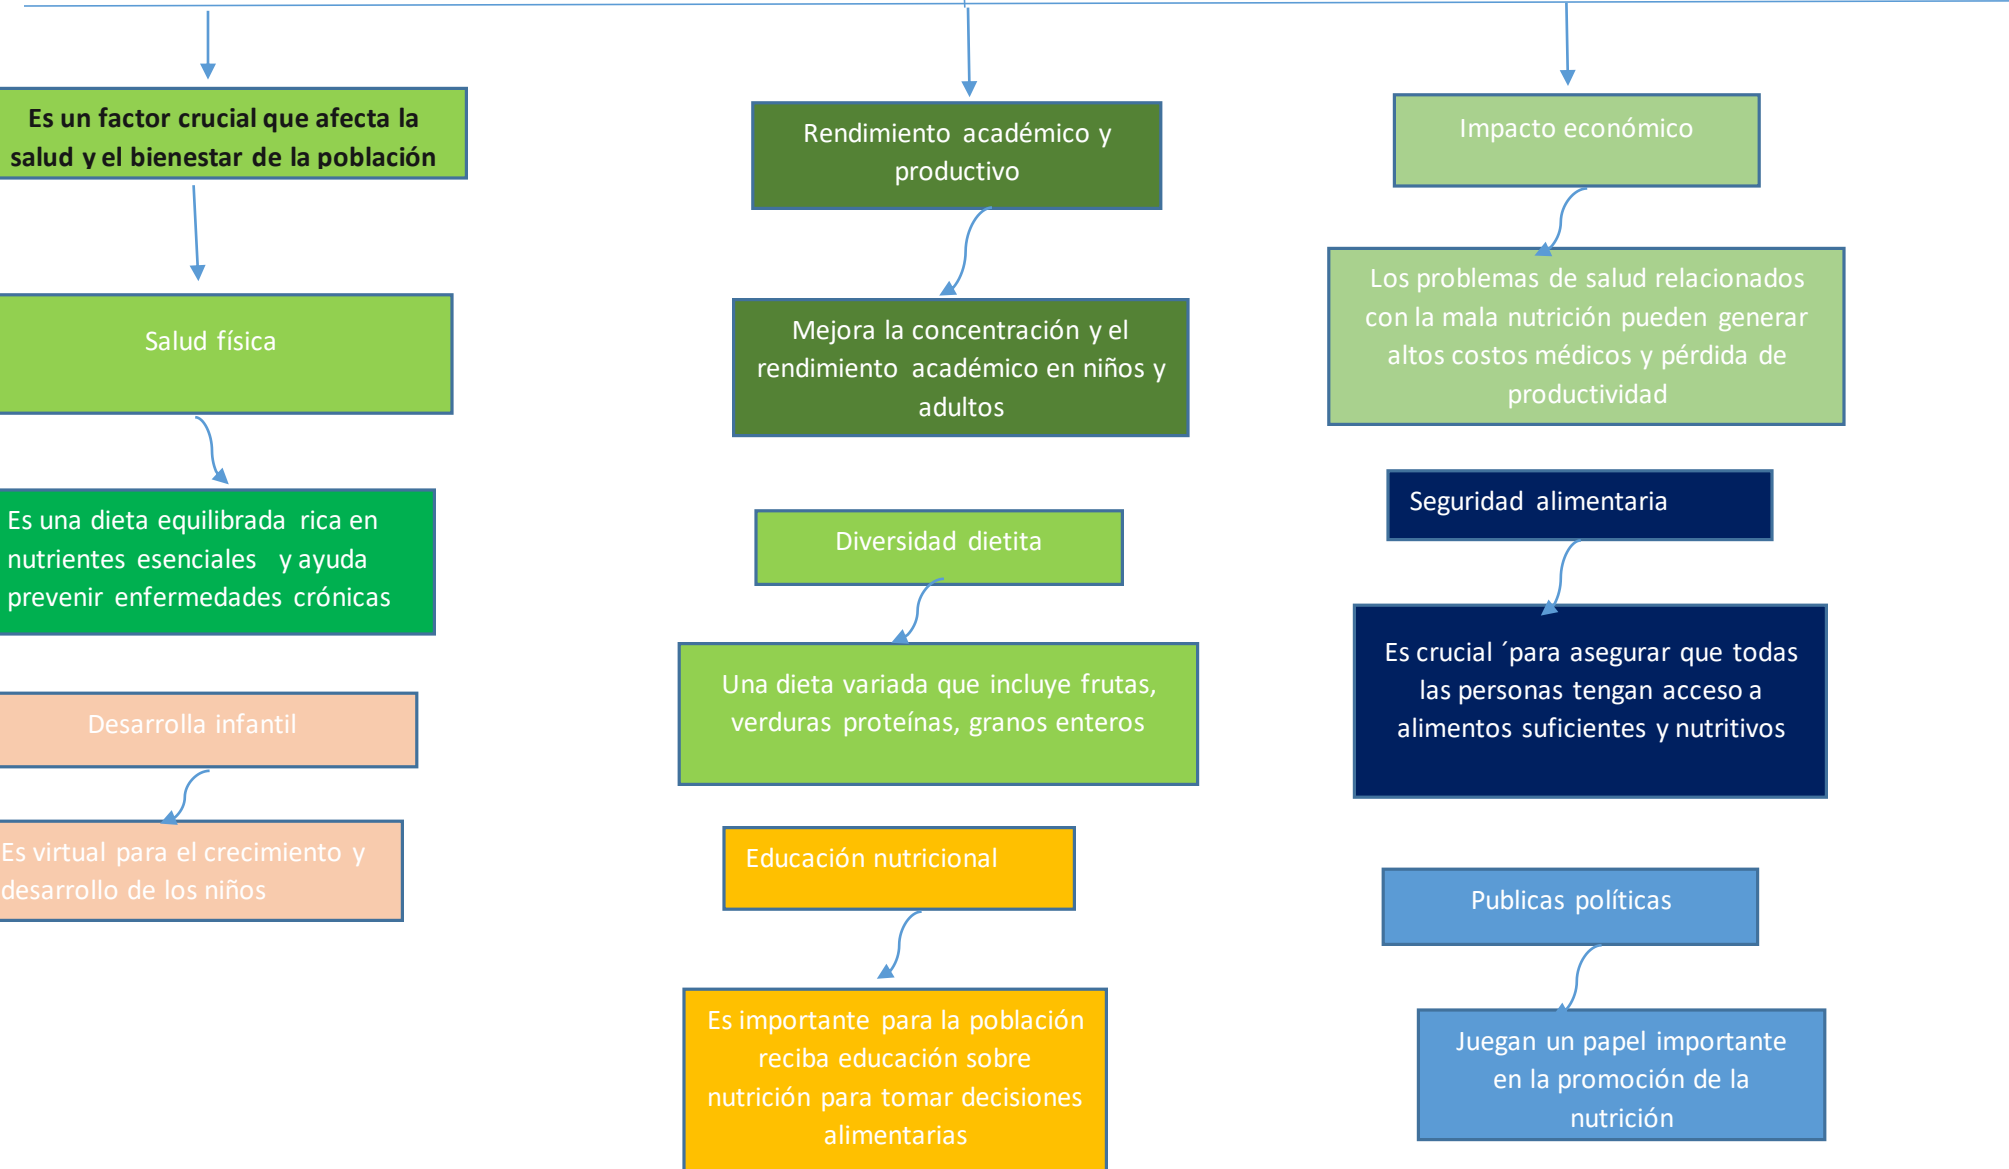 Es un factor crucial que afecta la
salud y el bienestar de la población
Salud física
Es una dieta equilibrada rica en
nutrientes esenciales y ayuda
prevenir enfermedades crónicas
Desarrolla infantil
Es virtual para el crecimiento y
desarrollo de los niños
Rendimiento académico y
productivo
Mejora la concentración y el
rendimiento académico en niños y
adultos
Diversidad dietita
Una dieta variada que incluye frutas,
verduras proteínas, granos enteros
Educación nutricional
Es importante para la población
reciba educación sobre
nutrición para tomar decisiones
alimentarias
Impacto económico
Los problemas de salud relacionados
con la mala nutrición pueden generar
altos costos médicos y pérdida de
productividad
Seguridad alimentaria
Es crucial ´para asegurar que todas
las personas tengan acceso a
alimentos suficientes y nutritivos
Publicas políticas
Juegan un papel importante
en la promoción de la
nutrición